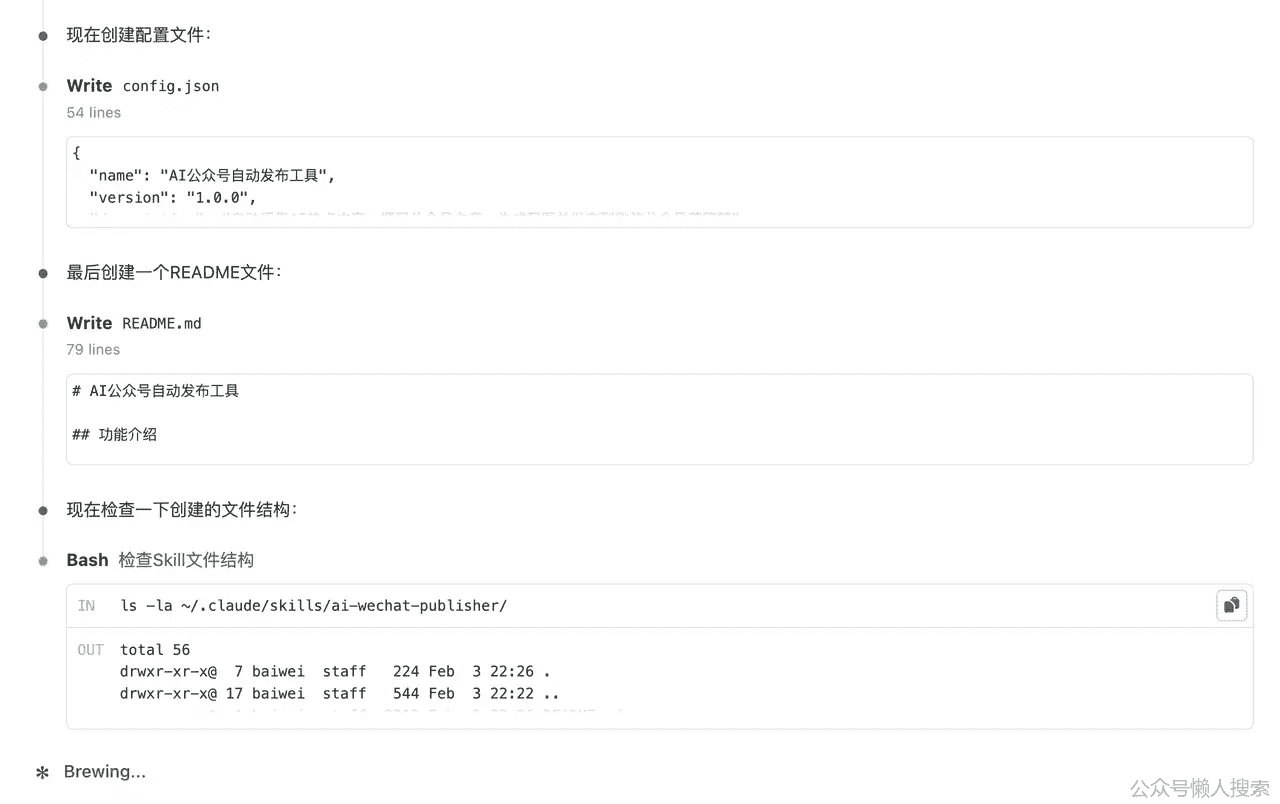 现在创建配置文件：
Write config.json
54 lines
{
"name": "AI公众号自动发布工具",
"version": "1.0.0",
最后创建一个README文件：
Write README.md
79 lines
# AI公众号自动发布工具
## 功能介绍
现在检查一下创建的文件结构：
Bash 检查Skill文件结构
IN ls -la ~/.claude/skills/ai-wechat-publisher/
OUT total 56
drwxr-xr-x@ 7 baiwei staff 224 Feb 3 22:26 .
drwxr-xr-x@ 17 baiwei staff 544 Feb 3 22:22 ..
Brewing...
公众号懒人搜索